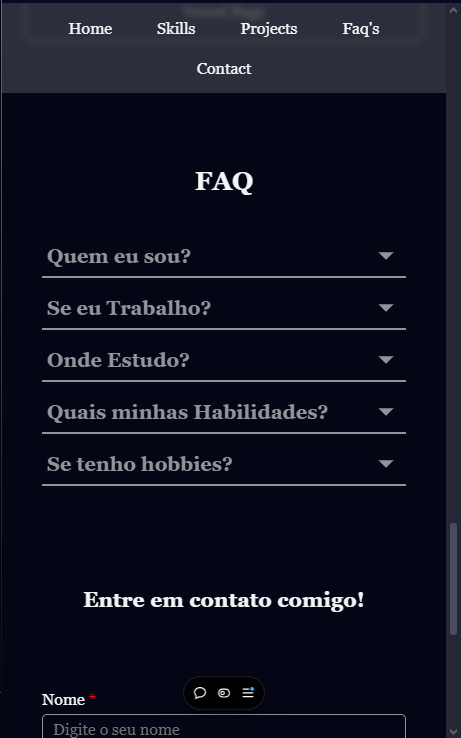 Home Skills Projects Faq's
Contact
FAQ
Quem eu sou?
Se eu Trabalho?
Onde Estudo?
Quais minhas Habilidades?
Se tenho hobbies?
Entre em contato comigo!
Nome *
Digite o seu nome